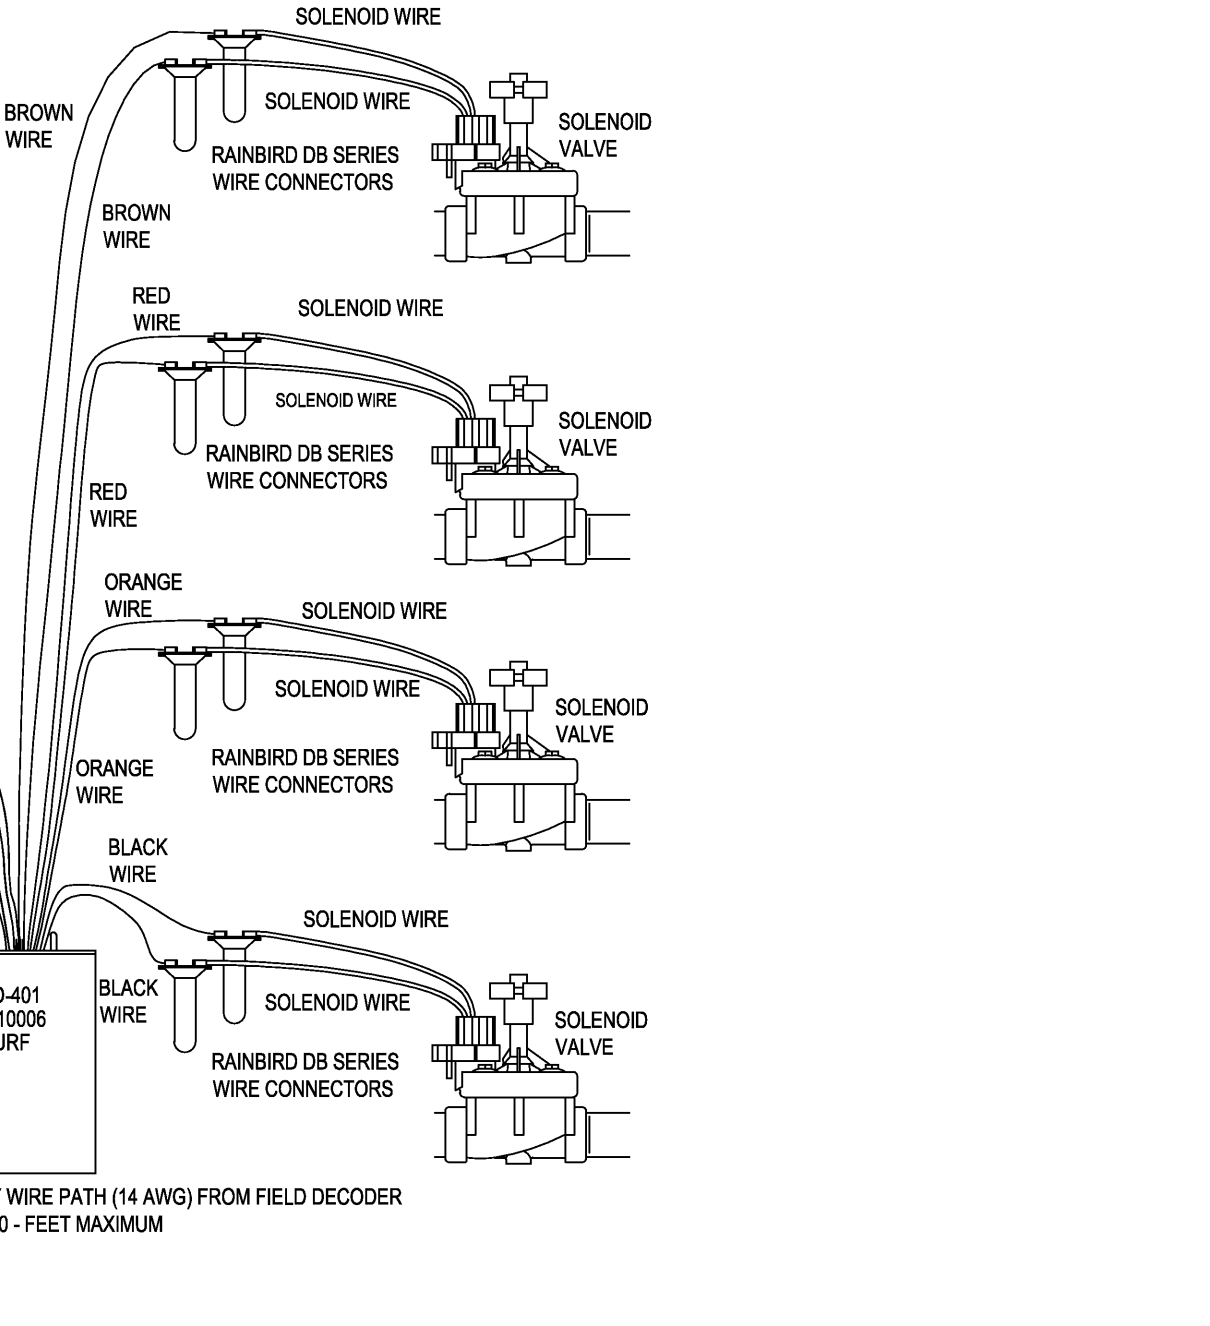 SOLENOID WIRE
BROWN
WIRE
SOLENOID WIRE
SOLENOID
VALVE
RAINBIRD DB SERIES
WIRE CONNECTORS
BROWN
WIRE
RED
WIRE
SOLENOID WIRE
SOLENOID WIRE
SOLENOID
VALVE
RAINBIRD DB SERIES
WIRE CONNECTORS
RED
WIRE
ORANGE
WIRE
SOLENOID WIRE
SOLENOID WIRE
SOLENOID
VALVE
RAINBIRD DB SERIES
WIRE CONNECTORS
ORANGE
WIRE
BLACK
WIRE
SOLENOID WIRE
-401
10006
URF
BLACK
WIRE
SOLENOID WIRE
SOLENOID
VALVE
RAINBIRD DB SERIES
WIRE CONNECTORS
WIRE PATH (14 AWG) FROM FIELD DECODER
0 - FEET MAXIMUM